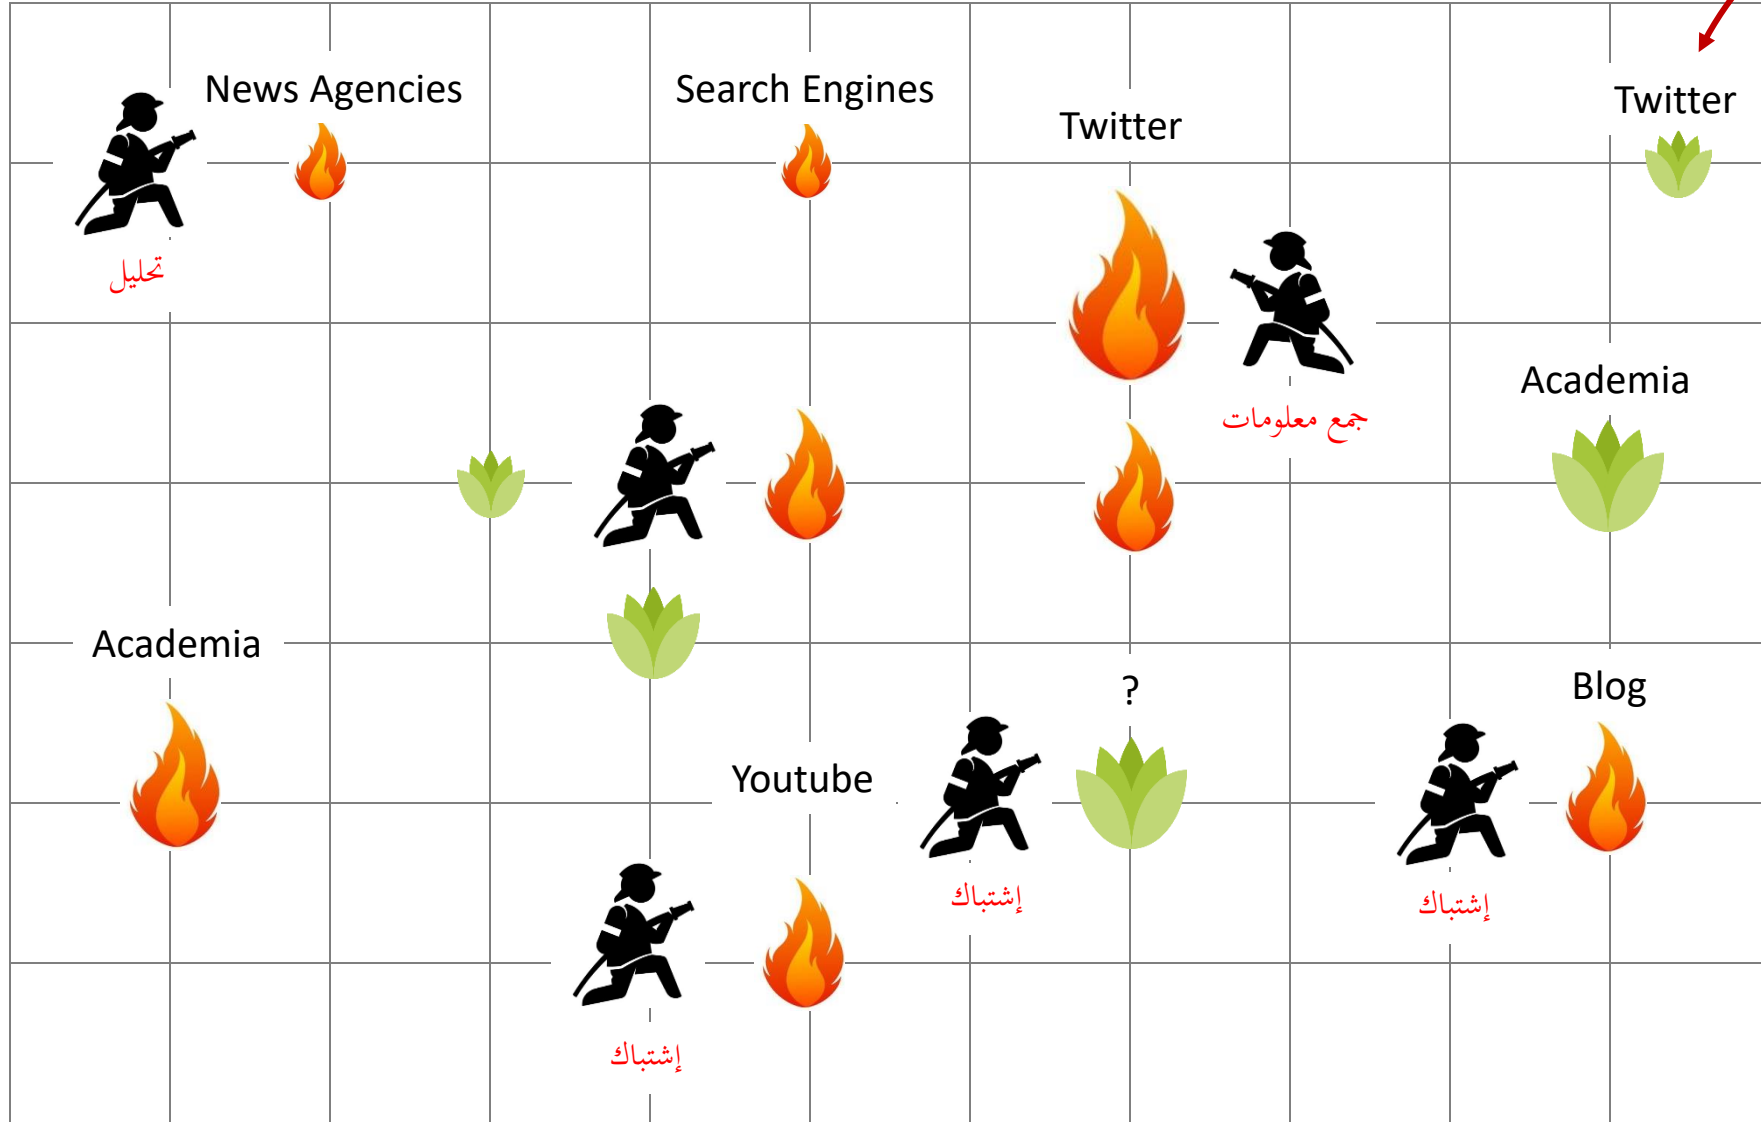 News Agencies
Search Engines
Twitter
Twitter
تحليل
Academia
جمع معلومات
Academia
?
Blog
Youtube
إشتباك
إشتباك
إشتباك